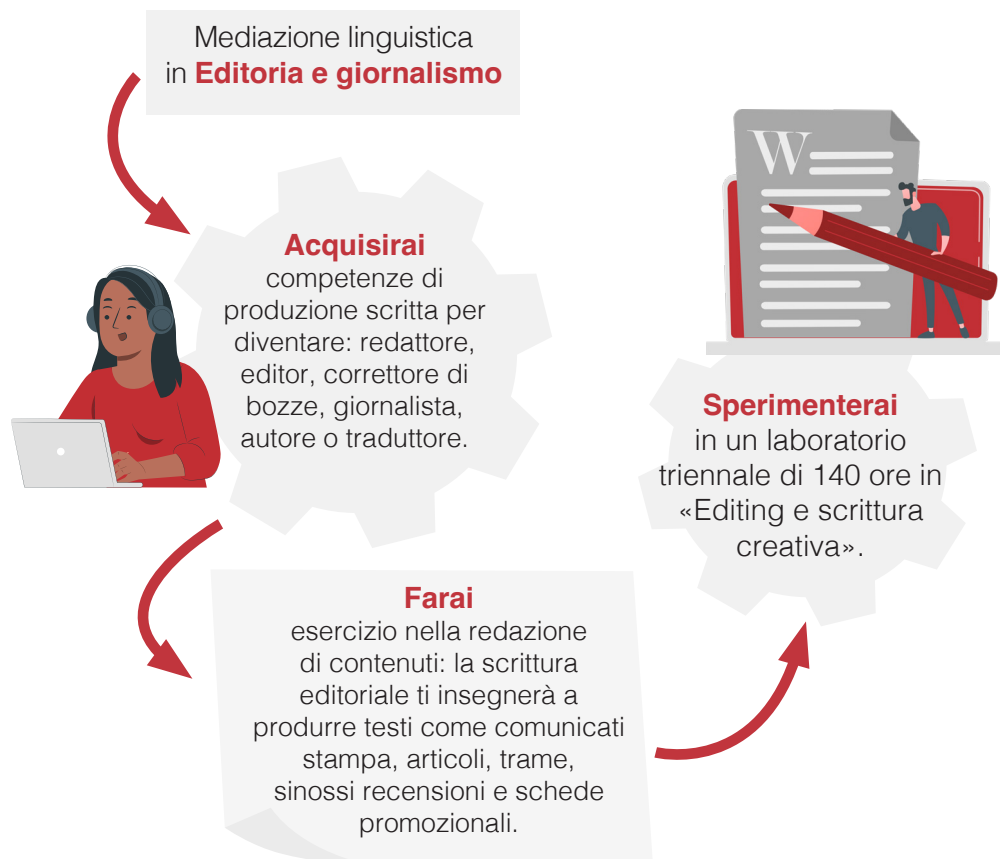 Mediazione linguistica
in Editoria e giornalismo
Acquisirai
competenze di
produzione scritta per
diventare: redattore,
editor, correttore di
bozze, giornalista,
autore o traduttore.
Farai
esercizio nella redazione
di contenuti: la scrittura
editoriale ti insegnerà a
produrre testi come comunicati
stampa, articoli, trame,
sinossi recensioni e schede
promozionali.
W
Sperimenterai
in un laboratorio
triennale di 140 ore in
«Editing e scrittura
creativa».